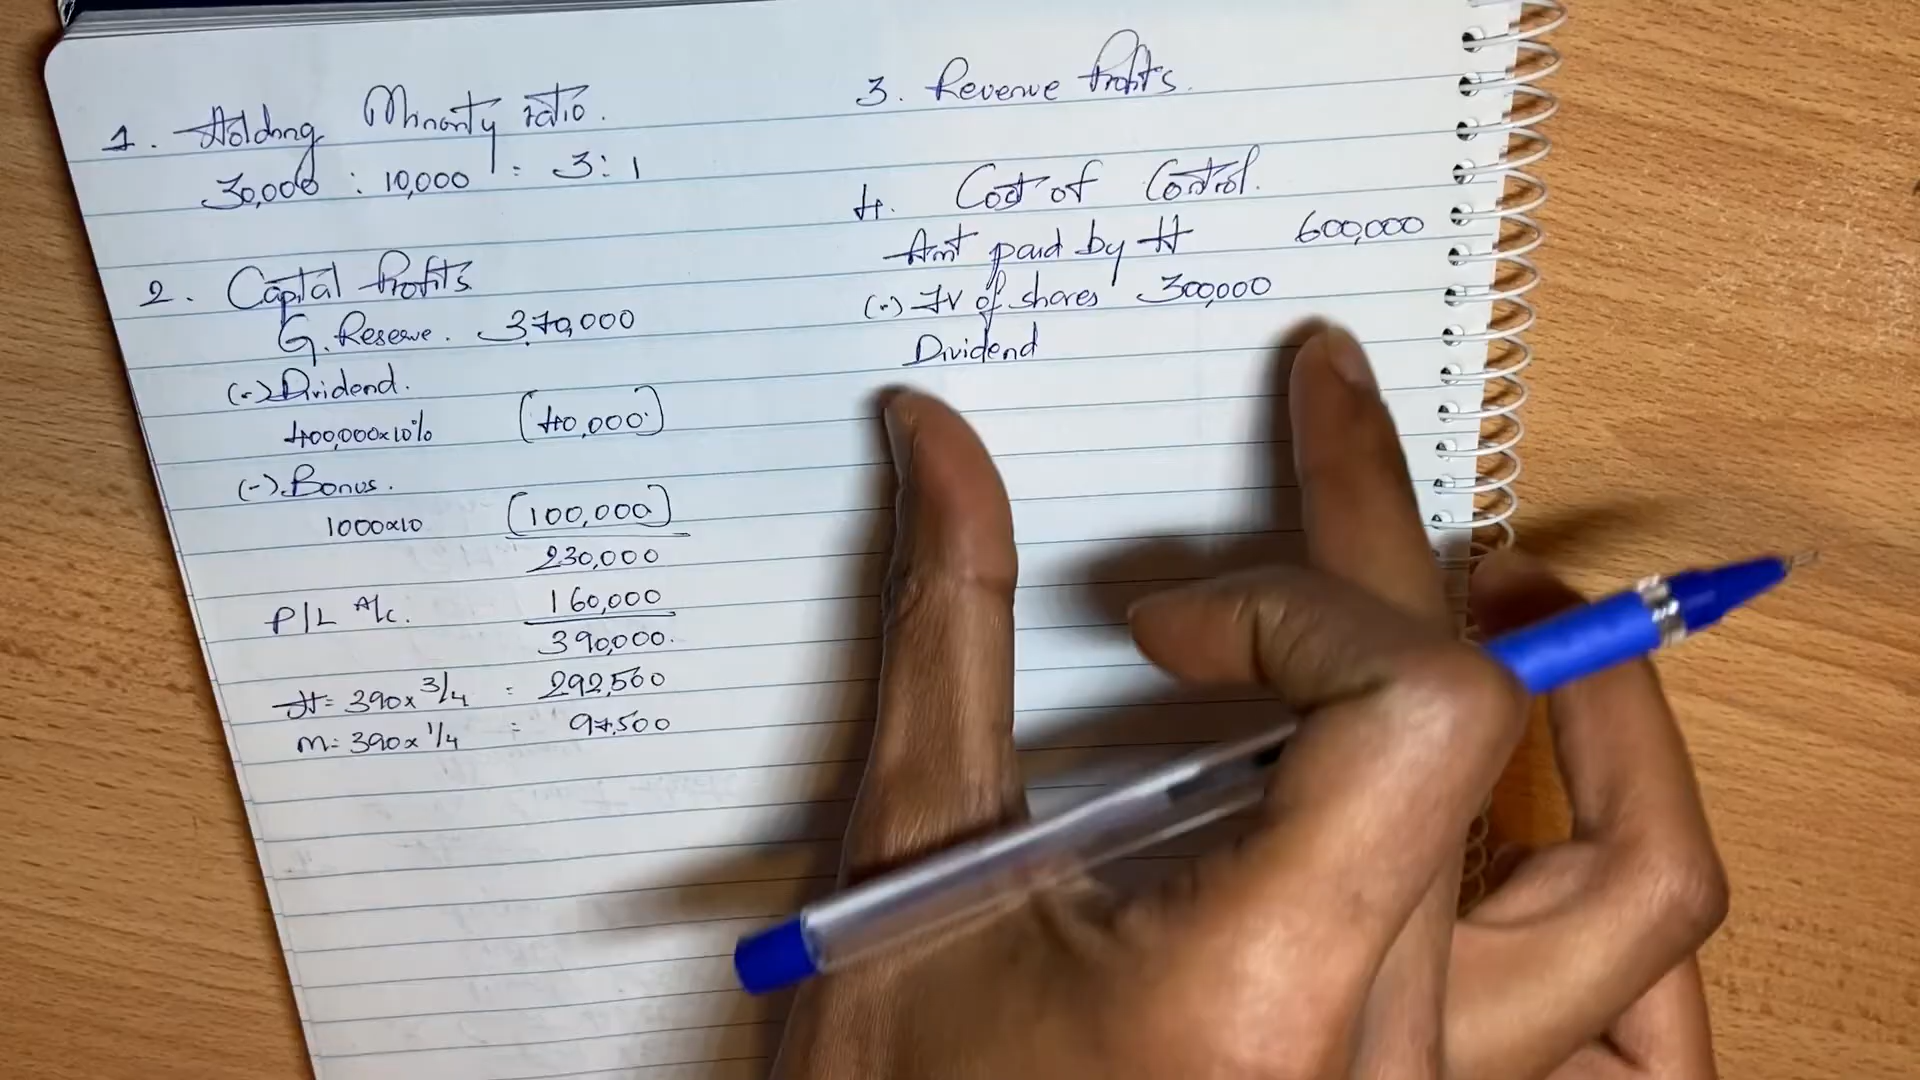 1. Holding Minority ratio.
30,000 : 10,000 = 3:1
2. Capital Profits
G. Reserve. 370,000
(-) Dividend.
400,000x10% (40,000)
(-) Bonus.
1000x10 (100,000)
230,000
P/L A/c. 160,000
390,000.
H = 390x 3/4 = 292,500
m = 390x 1/4 = 97,500
3. Revenue Profits.
4. Cost of Control.
Amt paid by H 600,000
(-) FV of shares 300,000
Dividend